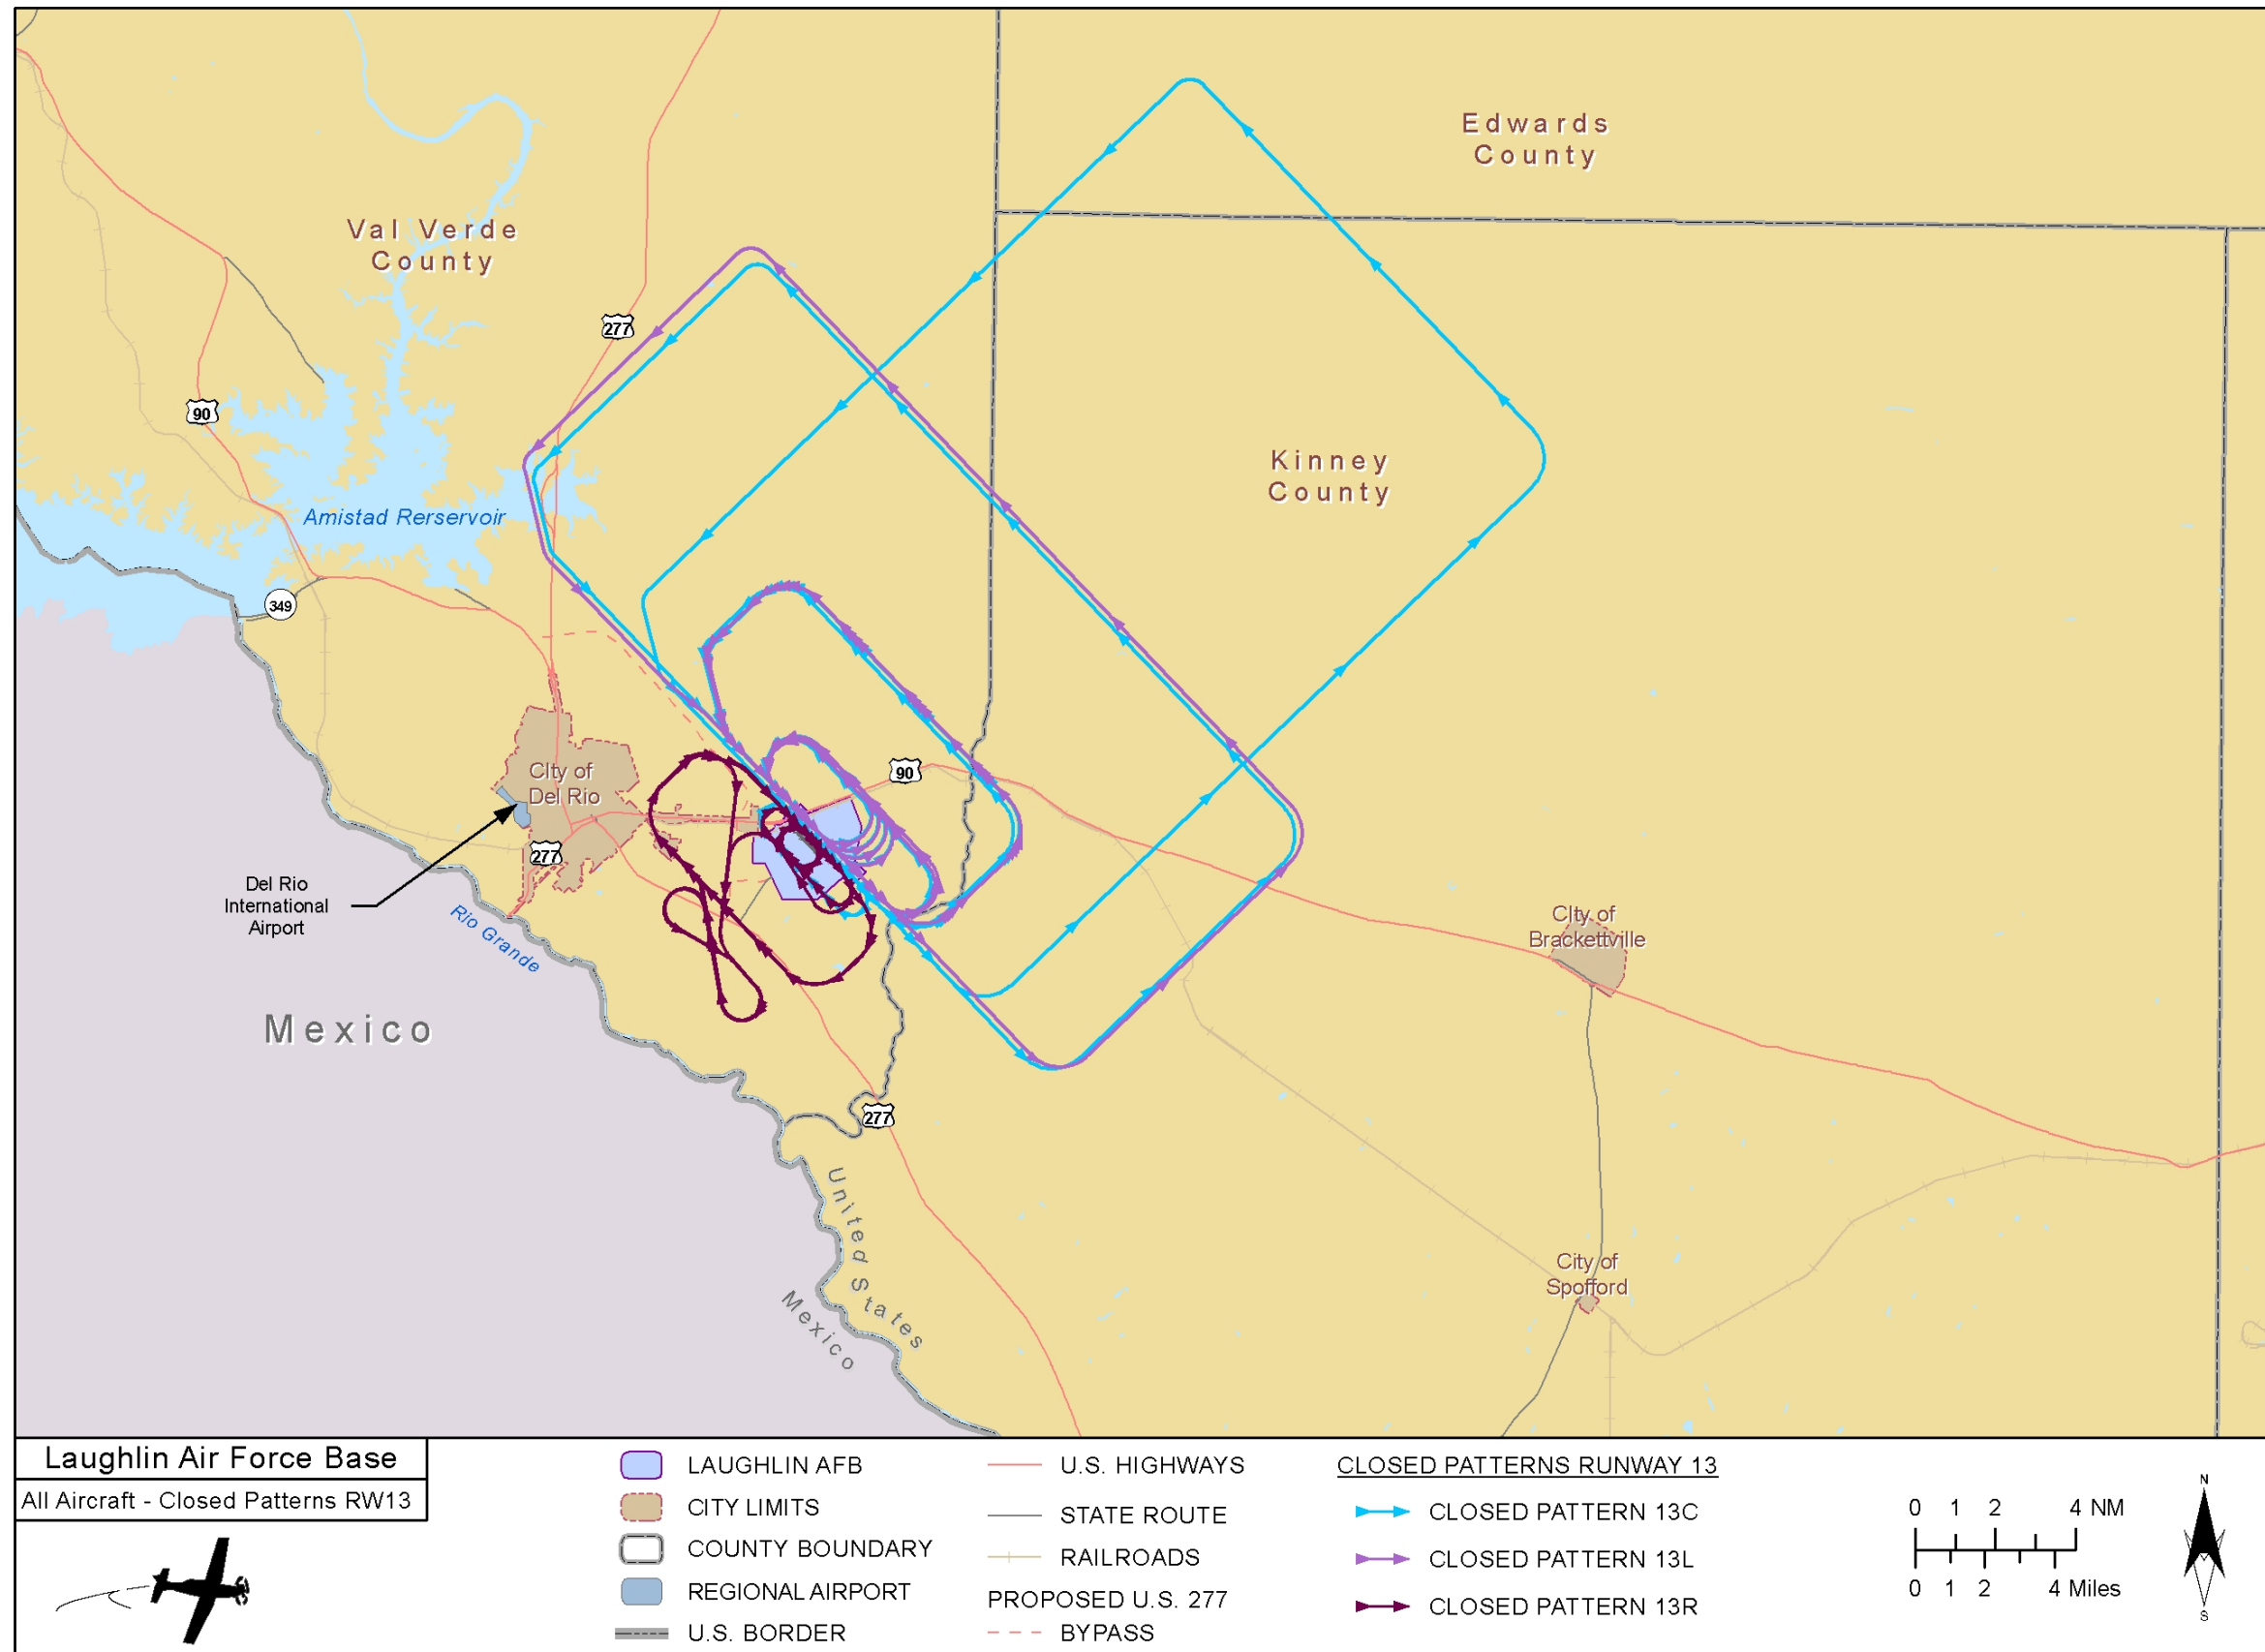 Edwards
County
Val Verde
County
277
90
Kinney
County
Amistad Rerservoir
349
CIty of
Del Rio
90
277
Del Rio
International
Airport
Rio Grande
CIty of
Brackettville
Mexico
277
United States
Mexico
City of
Spofford
Laughlin Air Force Base
All Aircraft - Closed Patterns RW13
LAUGHLIN AFB
CITY LIMITS
COUNTY BOUNDARY
REGIONAL AIRPORT
U.S. BORDER
U.S. HIGHWAYS
STATE ROUTE
RAILROADS
PROPOSED U.S. 277
BYPASS
CLOSED PATTERNS RUNWAY 13
CLOSED PATTERN 13C
CLOSED PATTERN 13L
CLOSED PATTERN 13R
0 1 2 4 NM
0 1 2 4 Miles
N
S